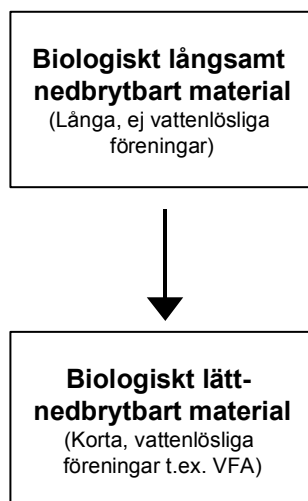 Biologiskt långsamt
nedbrytbart material
(Långa, ej vattenlösliga
föreningar)
Biologiskt lätt-
nedbrytbart material
(Korta, vattenlösliga
föreningar t.ex. VFA)